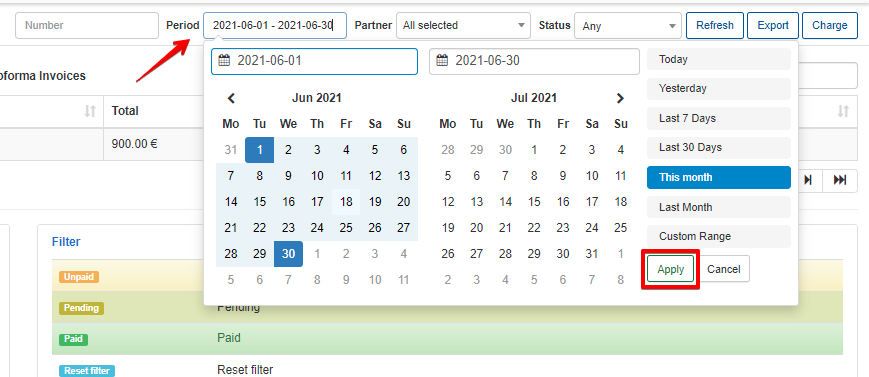 Number Period 2021-06-01 - 2021-06-30 Partner All selected Status Any Refresh Export Charge
oforma Invoices
Total
900.00 €
2021-06-01 2021-06-30
Jun 2021 Jul 2021
Mo Tu We Th Fr Sa Su Mo Tu We Th Fr Sa Su
31 1 2 3 4 5 6 28 29 30 1 2 3 4
7 8 9 10 11 12 13 5 6 7 8 9 10 11
14 15 16 17 18 19 20 12 13 14 15 16 17 18
21 22 23 24 25 26 27 19 20 21 22 23 24 25
28 29 30 1 2 3 4 26 27 28 29 30 31 1
5 6 7 8 9 10 11 2 3 4 5 6 7 8
Today
Yesterday
Last 7 Days
Last 30 Days
This month
Last Month
Custom Range
Apply Cancel
Filter
Unpaid
Pending Pending
Paid Paid
Reset filter Reset filter